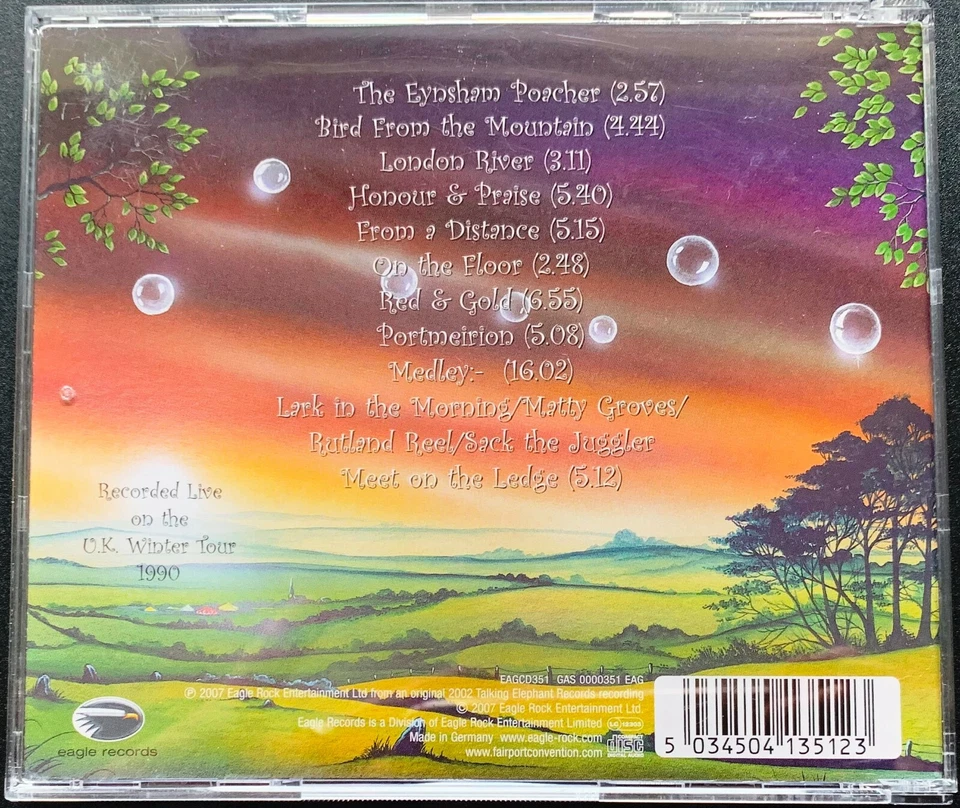 The Eynsham Poacher (2.57)
Bird From the Mountain (4.44)
London River (3.11)
Honour & Praise (5.40)
From a Distance (5.15)
On the Floor (2.48)
Red & Gold (6.55)
Portmeirion (5.08)
Medley:- (16.02)
Lark in the Morning/Matty Groves/
Rutland Reel/Sack the Juggler
Meet on the Ledge (5.12)
Recorded Live
on the
U.K. Winter Tour
1990
EAGCD351 GAS 0000351 EAG
℗ 2007 Eagle Rock Entertainment Ltd from an original 2002 Talking Elephant Records recording
© 2007 Eagle Rock Entertainment Ltd.
Eagle Records is a Division of Eagle Rock Entertainment Limited
Made in Germany www.eagle-rock.com
www.fairportconvention.com
COMPACT
disc
DIGITAL AUDIO
eagle records
5 034504 135123